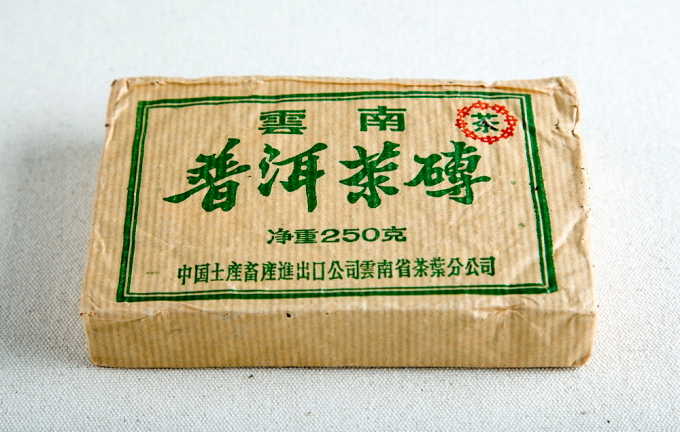 雲南
茶
普洱茶磚
净重250克
中国土産畜産進出口公司雲南省茶葉分公司